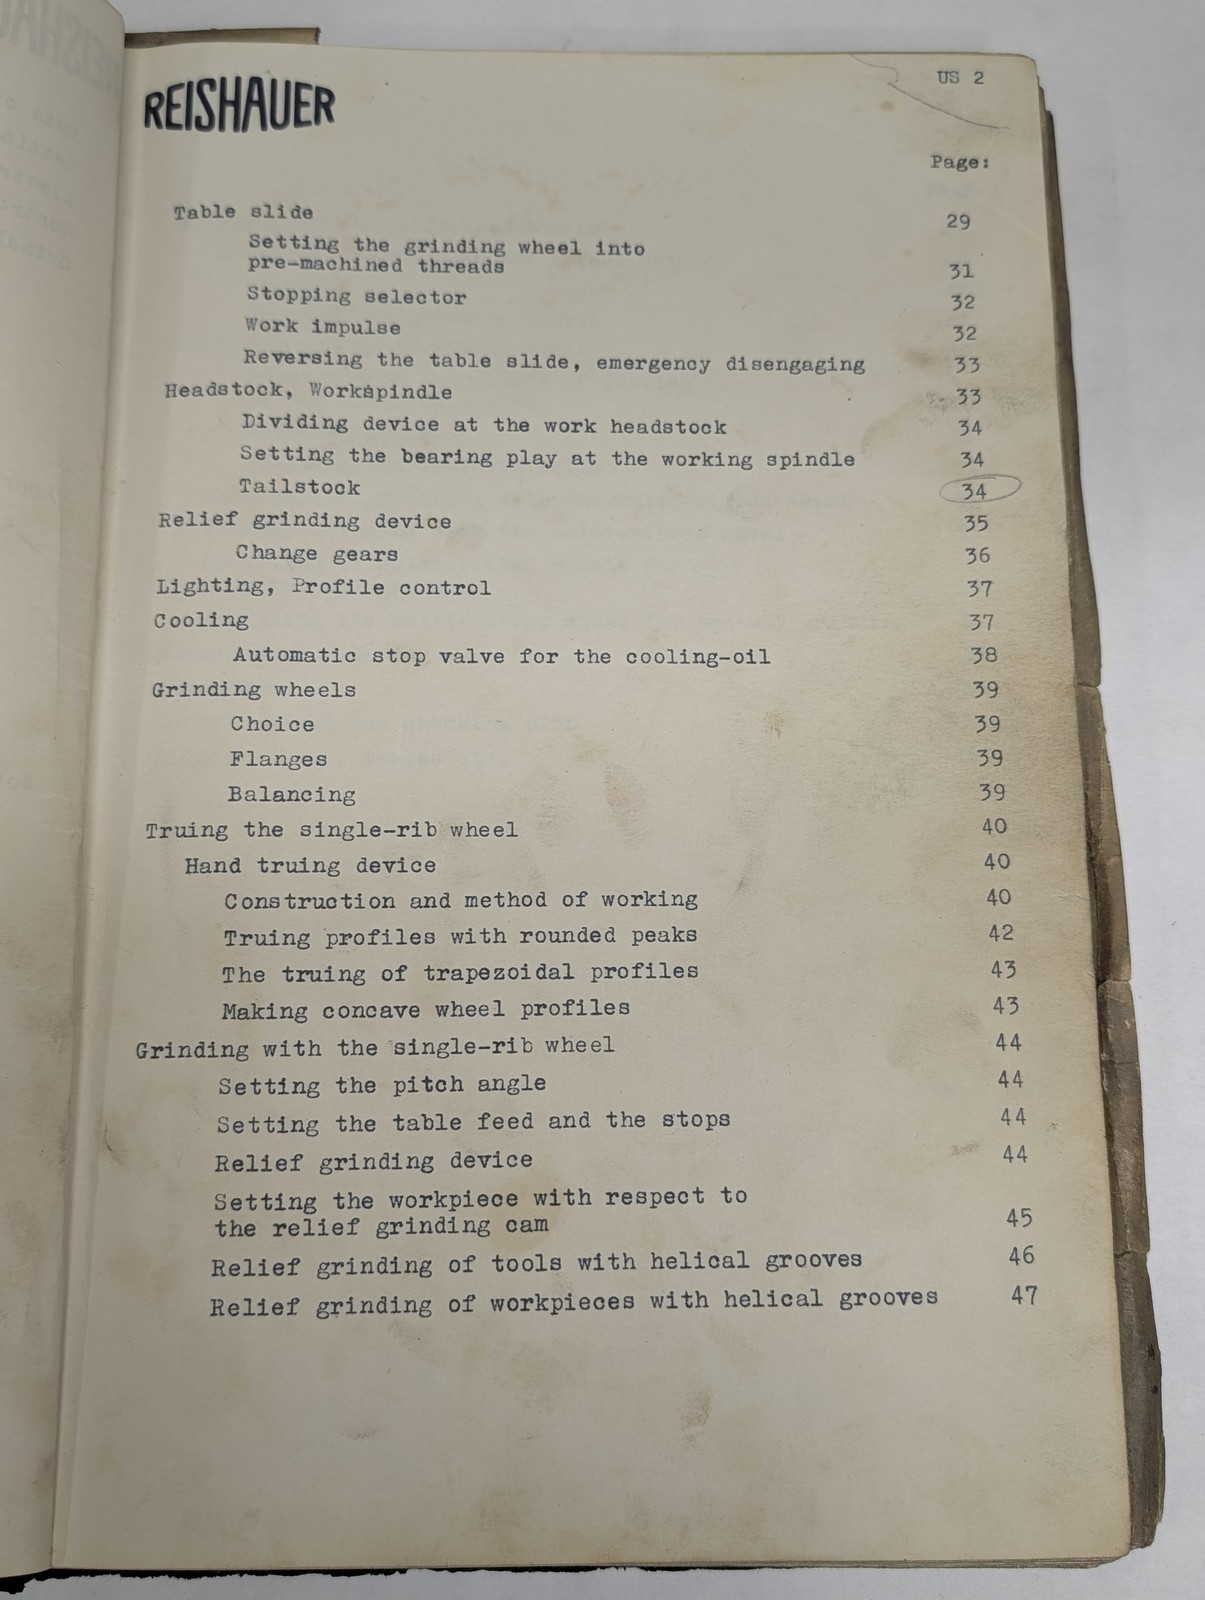 REISHAUER
US 2
Page:
Table slide 29
Setting the grinding wheel into
pre-machined threads 31
Stopping selector 32
Work impulse 32
Reversing the table slide, emergency disengaging 33
Headstock, Workspindle 33
Dividing device at the work headstock 34
Setting the bearing play at the working spindle 34
Tailstock 34
Relief grinding device 35
Change gears 36
Lighting, Profile control 37
Cooling 37
Automatic stop valve for the cooling-oil 38
Grinding wheels 39
Choice 39
Flanges 39
Balancing 39
Truing the single-rib wheel 40
Hand truing device 40
Construction and method of working 40
Truing profiles with rounded peaks 42
The truing of trapezoidal profiles 43
Making concave wheel profiles 43
Grinding with the single-rib wheel 44
Setting the pitch angle 44
Setting the table feed and the stops 44
Relief grinding device 44
Setting the workpiece with respect to
the relief grinding cam 45
Relief grinding of tools with helical grooves 46
Relief grinding of workpieces with helical grooves 47